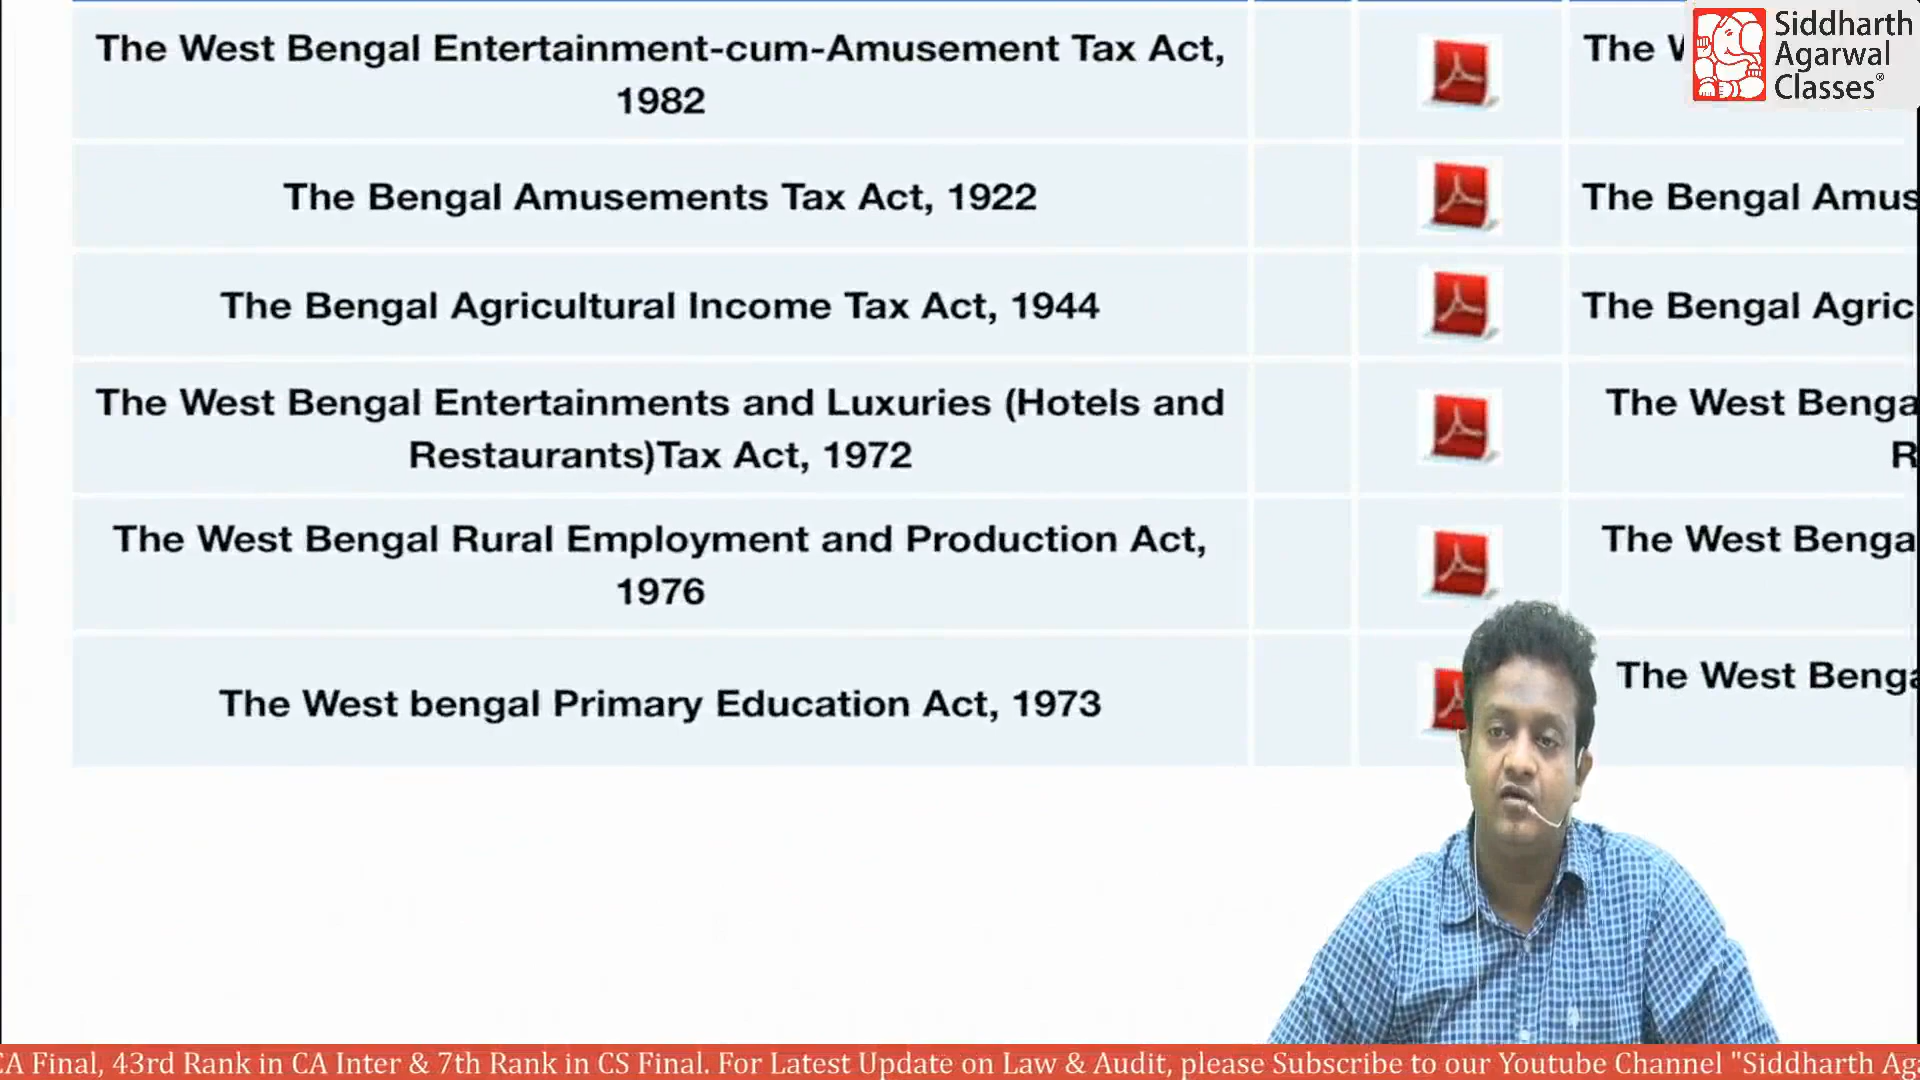 The West Bengal Entertainment-cum-Amusement Tax Act,
1982
The
Siddharth
Agarwal
Classes®
The Bengal Amusements Tax Act, 1922
The Bengal Amus
The Bengal Agricultural Income Tax Act, 1944
The Bengal Agric
The West Bengal Entertainments and Luxuries (Hotels and
Restaurants)Tax Act, 1972
The West Benga
R
The West Bengal Rural Employment and Production Act,
1976
The West Benga
The West bengal Primary Education Act, 1973
The West Benga
CA Final, 43rd Rank in CA Inter & 7th Rank in CS Final. For Latest Update on Law & Audit, please Subscribe to our Youtube Channel "Siddharth Ag